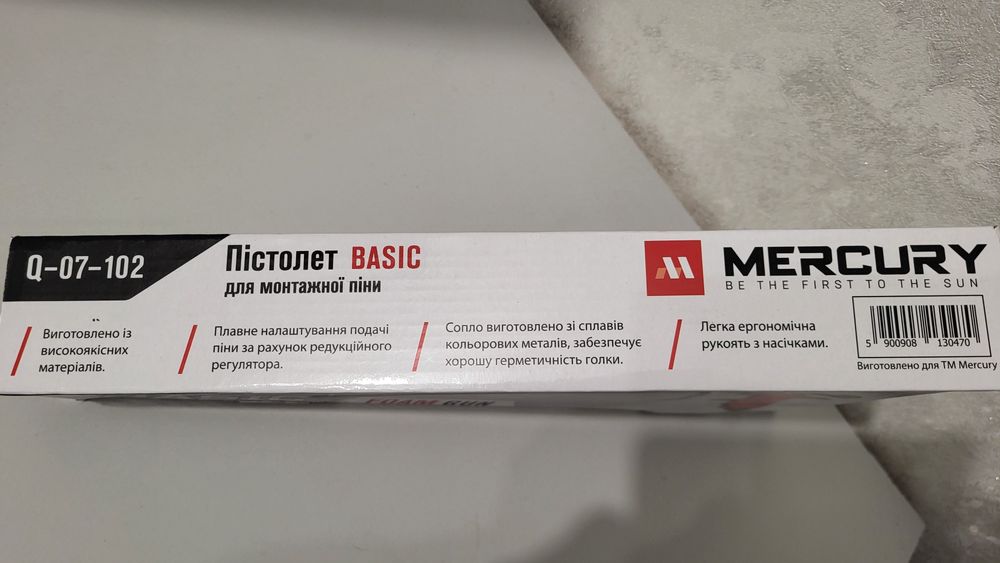 Q-07-102
Пістолет BASIC
для монтажної піни
MERCURY
BE THE FIRST TO THE SUN
Виготовлено із
високоякісних
матеріалів.
Плавне налаштування подачі
піни за рахунок редукційного
регулятора.
Сопло виготовлено зі сплавів
кольорових металів, забезпечує
хорошу герметичність голки.
Легка ергономічна
рукоять з насічками.
5 900908 130470
Виготовлено для ТМ Mercury
FOAM GUN